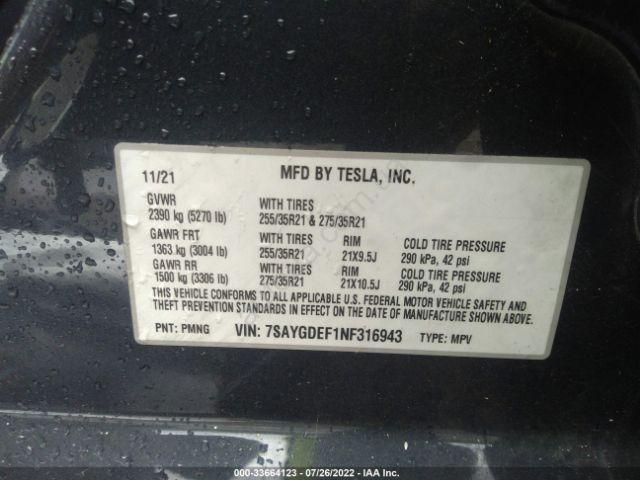 11/21 MFD BY TESLA, INC.
GVWR WITH TIRES
2390 kg (5270 lb) 255/35R21 & 275/35R21
GAWR FRT WITH TIRES RIM COLD TIRE PRESSURE
1363 kg (3004 lb) 255/35R21 21X9.5J 290 kPa, 42 psi
GAWR RR WITH TIRES RIM COLD TIRE PRESSURE
1500 kg (3306 lb) 275/35R21 21X10.5J 290 kPa, 42 psi
THIS VEHICLE CONFORMS TO ALL APPLICABLE U.S. FEDERAL MOTOR VEHICLE SAFETY AND
THEFT PREVENTION STANDARDS IN EFFECT ON THE DATE OF MANUFACTURE SHOWN ABOVE.
PNT: PMNG VIN: 7SAYGDEF1NF316943 TYPE: MPV
000-33664123 - 07/26/2022 - IAA Inc.